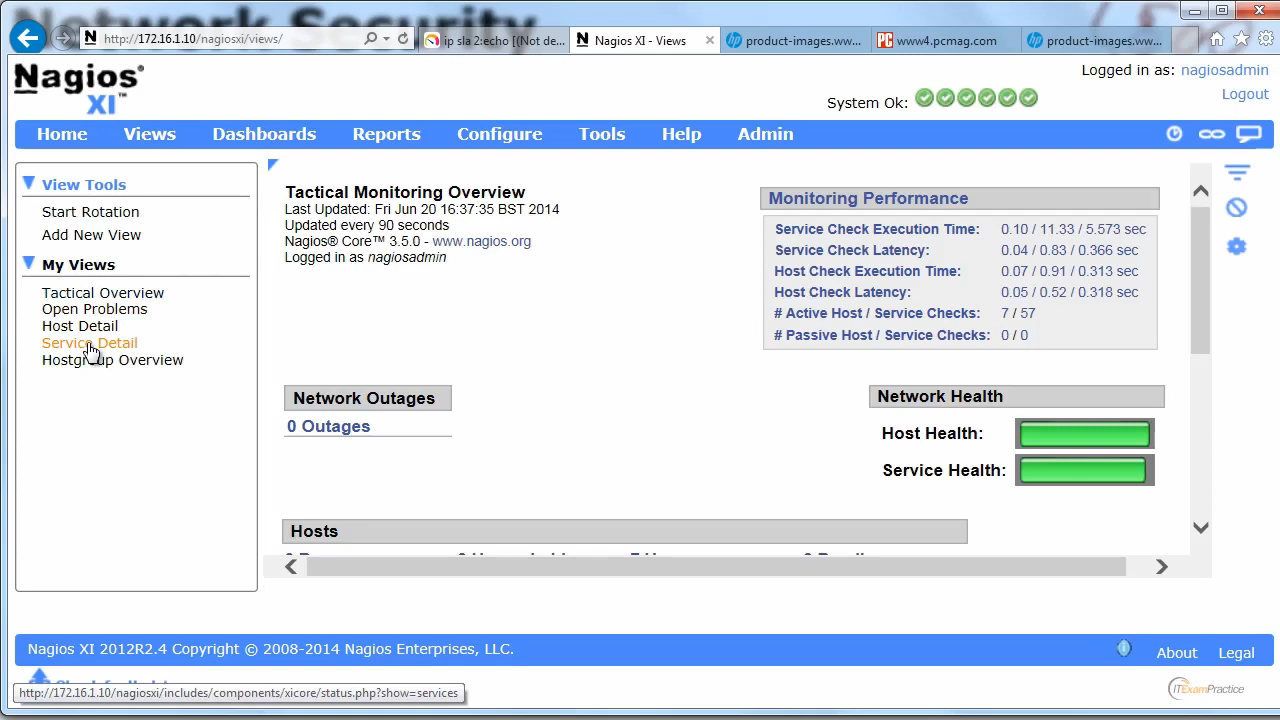 Network Security
http://172.16.1.10/nagiosxi/views/
ip sla 2:echo [(Not de...
Nagios XI - Views
product-images.ww...
www4.pcmag.com
product-images.ww...
Nagios®
XI™
Logged in as: nagiosadmin
System Ok:
Logout
Home Views Dashboards Reports Configure Tools Help Admin
View Tools
Start Rotation
Add New View
My Views
Tactical Overview
Open Problems
Host Detail
Service Detail
Hostgroup Overview
Tactical Monitoring Overview
Last Updated: Fri Jun 20 16:37:35 BST 2014
Updated every 90 seconds
Nagios® Core™ 3.5.0 - www.nagios.org
Logged in as nagiosadmin
Monitoring Performance
Service Check Execution Time: 0.10 / 11.33 / 5.573 sec
Service Check Latency: 0.04 / 0.83 / 0.366 sec
Host Check Execution Time: 0.07 / 0.91 / 0.313 sec
Host Check Latency: 0.05 / 0.52 / 0.318 sec
# Active Host / Service Checks: 7 / 57
# Passive Host / Service Checks: 0 / 0
Network Outages
0 Outages
Network Health
Host Health:
Service Health:
Hosts
Nagios XI 2012R2.4 Copyright © 2008-2014 Nagios Enterprises, LLC.
About Legal
http://172.16.1.10/nagiosxi/includes/components/xicore/status.php?show=services
ITExamPractice